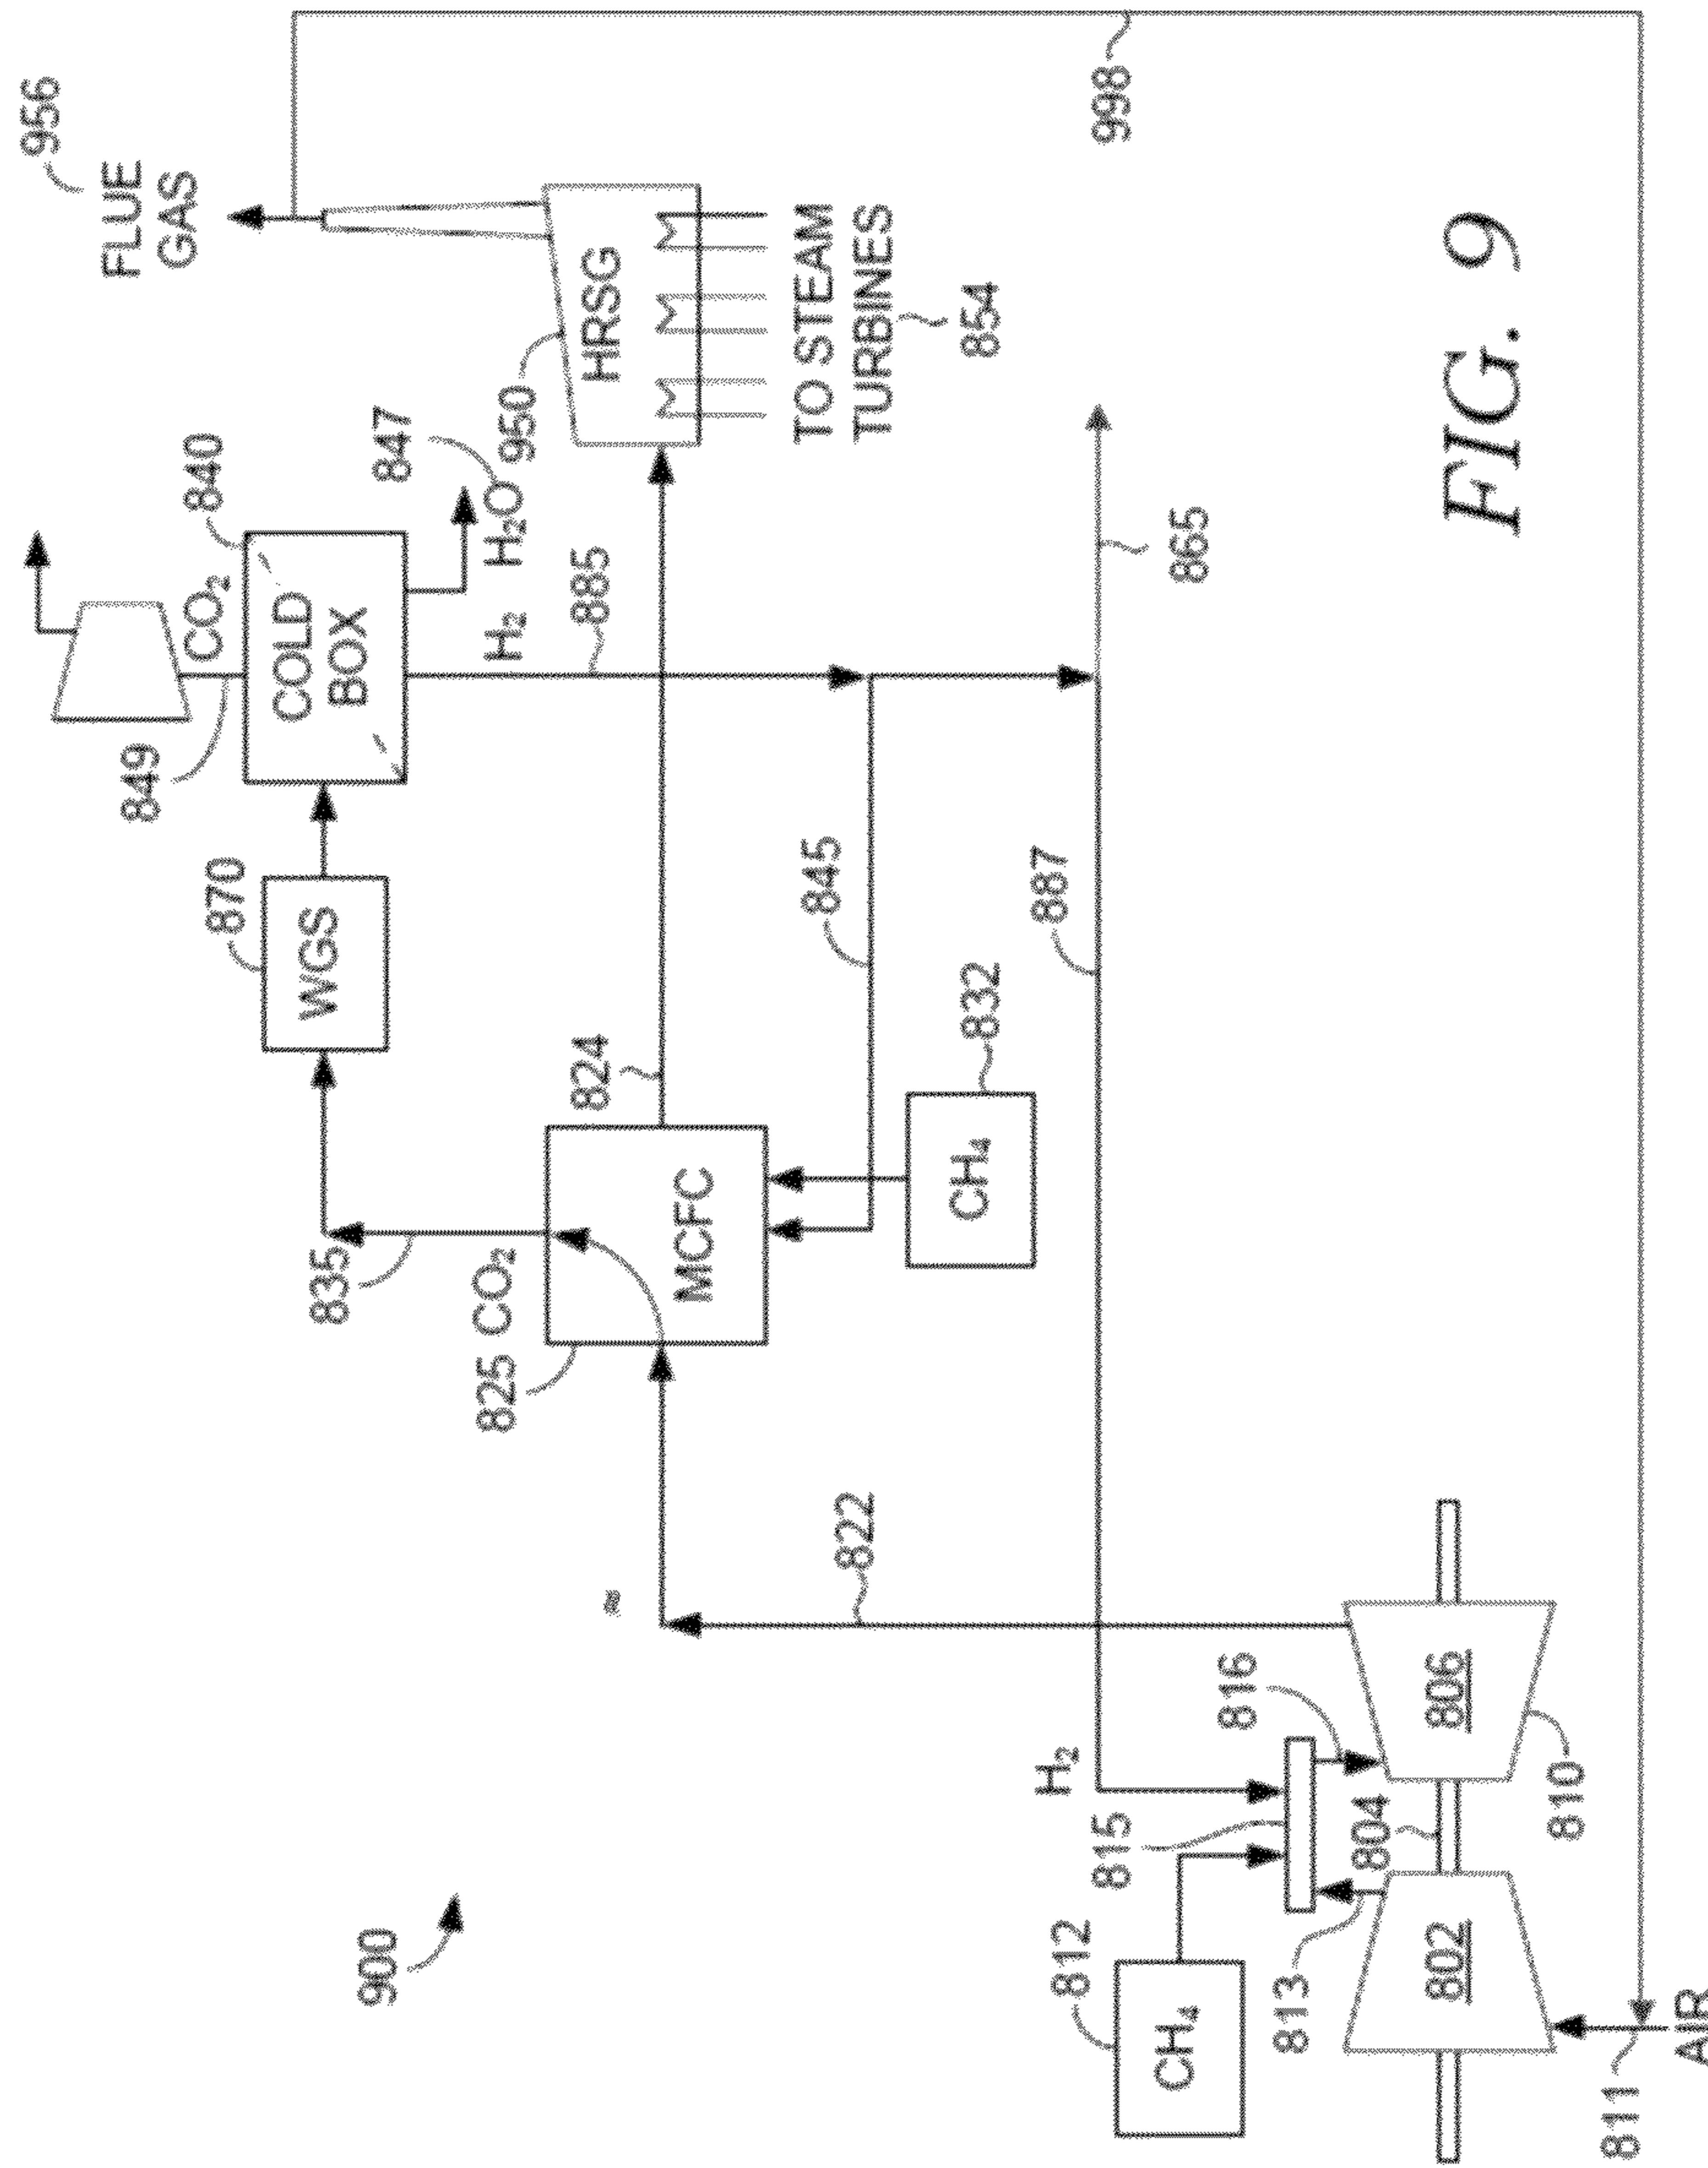 900
812
CH₄
811
AIR
813
802
804
815
H₂
816
806
810
822
825
CO₂
835
MCFC
824
832
CH₄
845
887
870
WGS
849
CO₂
840
COLD
BOX
847
H₂O
H₂
885
950
HRSG
865
TO STEAM
TURBINES
854
956
FLUE
GAS
998
FIG. 9